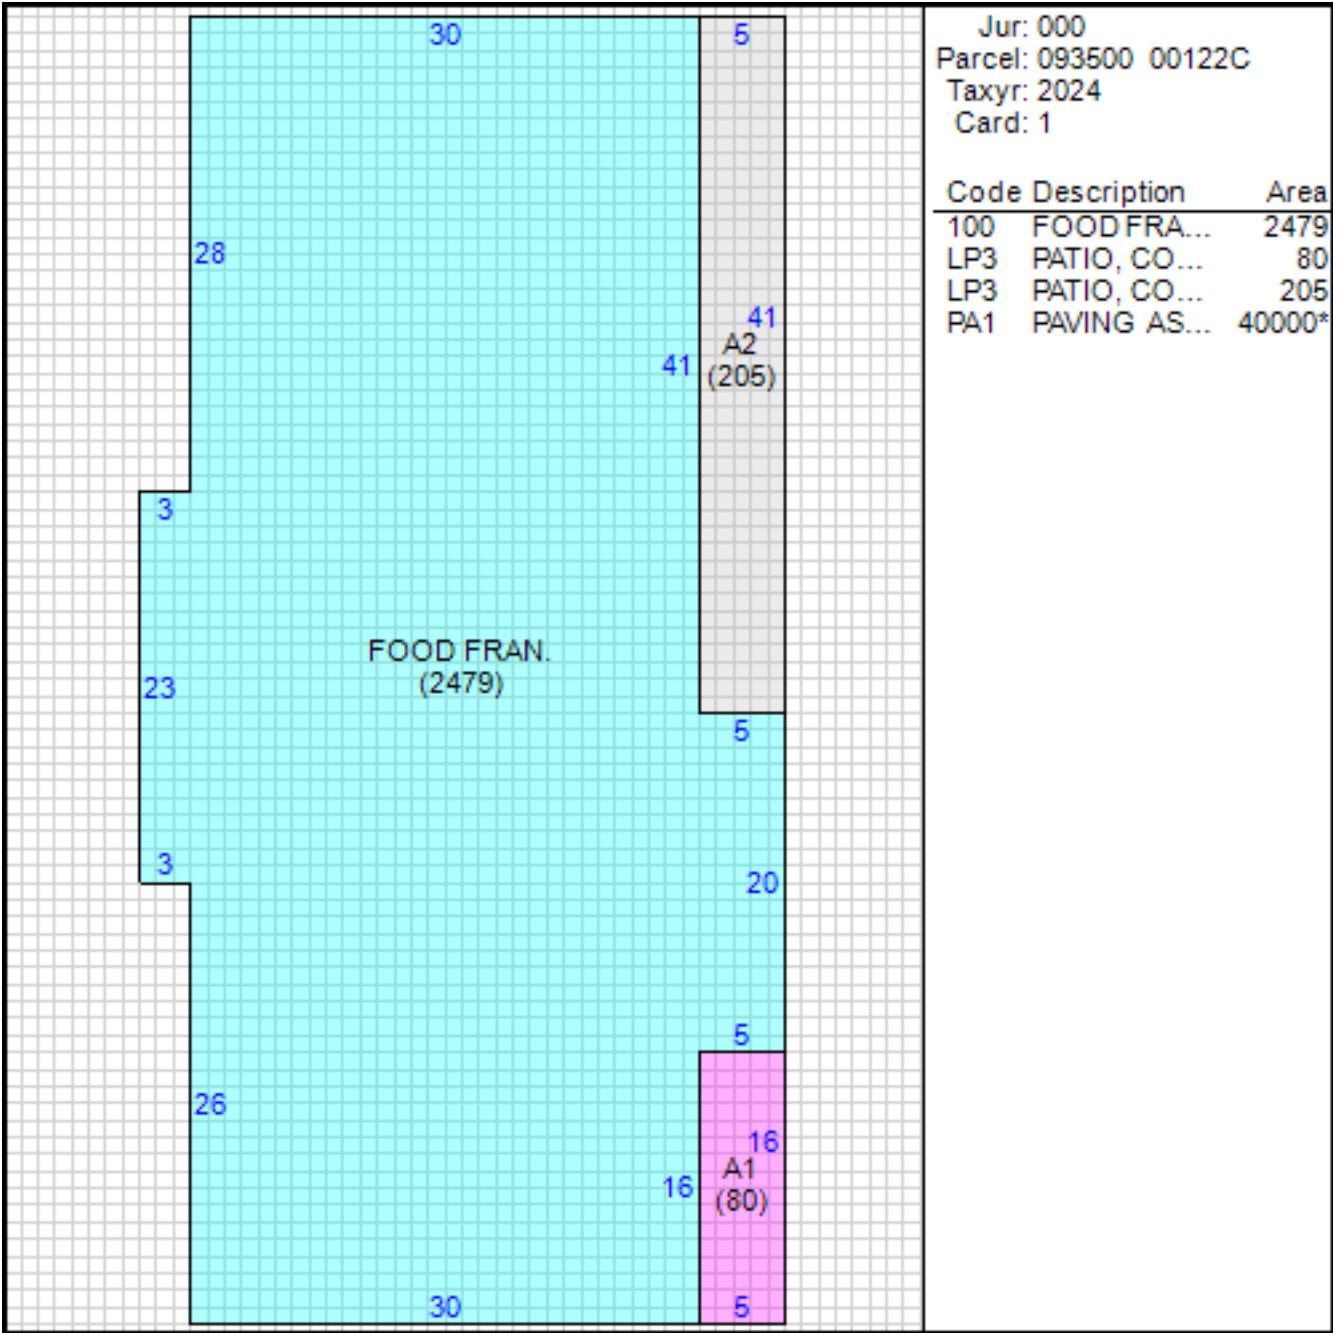 30
5
28
41
A2
41
(205)
3
FOOD FRAN.
(2479)
23
5
3
20
5
26
16
A1
16
(80)
30
5
Jur: 000
Parcel: 093500 00122C
Taxyr: 2024
Card: 1
Code Description Area
100 FOOD FRA... 2479
LP3 PATIO, CO... 80
LP3 PATIO, CO... 205
PA1 PAVING AS... 40000*